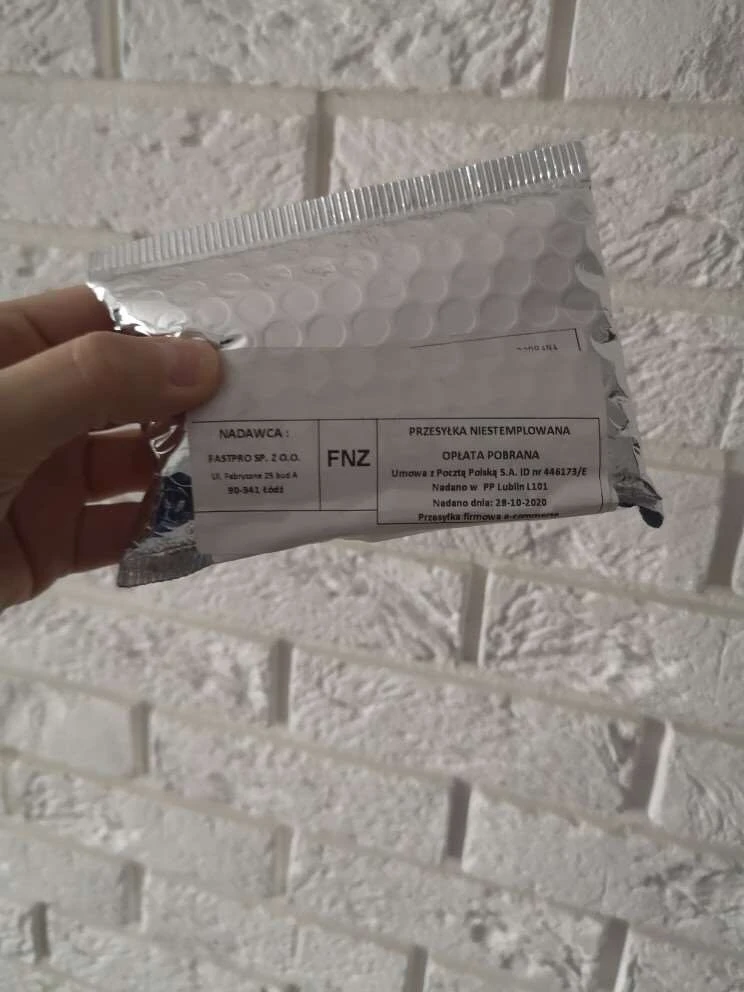 NADAWCA :
FASTPRO SP. Z O.O.
Ul. Fabryczna 25 bud A
90-341 Łódź
FNZ
PRZESYŁKA NIESTEMPLOWANA
OPŁATA POBRANA
Umowa z Pocztą Polską S.A. ID nr 446173/E
Nadano w PP Lublin L101
Nadano dnia: 28-10-2020
Przesyłka firmowa e-commerce